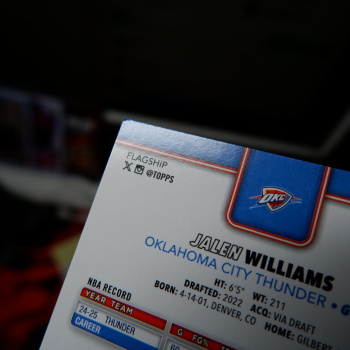 FLAGSHIP
X @TOPPS
OKC
JALEN WILLIAMS
OKLAHOMA CITY THUNDER • G
HT: 6'5" WT: 211
DRAFTED: 2022 ACQ: VIA DRAFT
BORN: 4-14-01, DENVER, CO HOME: GILBERT
NBA RECORD
YEAR TEAM G FG%
24-25 THUNDER
CAREER